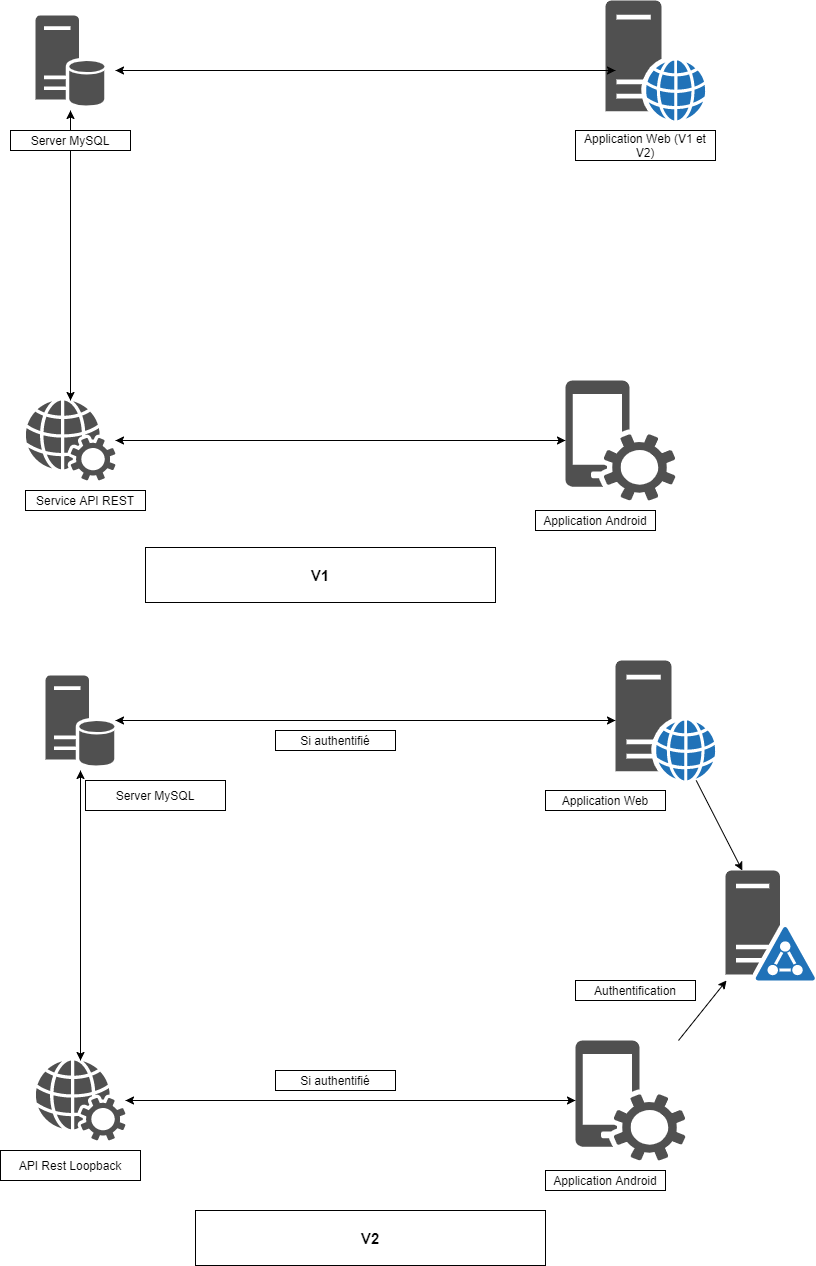 Server MySQL
Application Web (V1 et
V2)
Service API REST
Application Android
V1
Si authentifié
Server MySQL
Application Web
Authentification
Si authentifié
API Rest Loopback
Application Android
V2